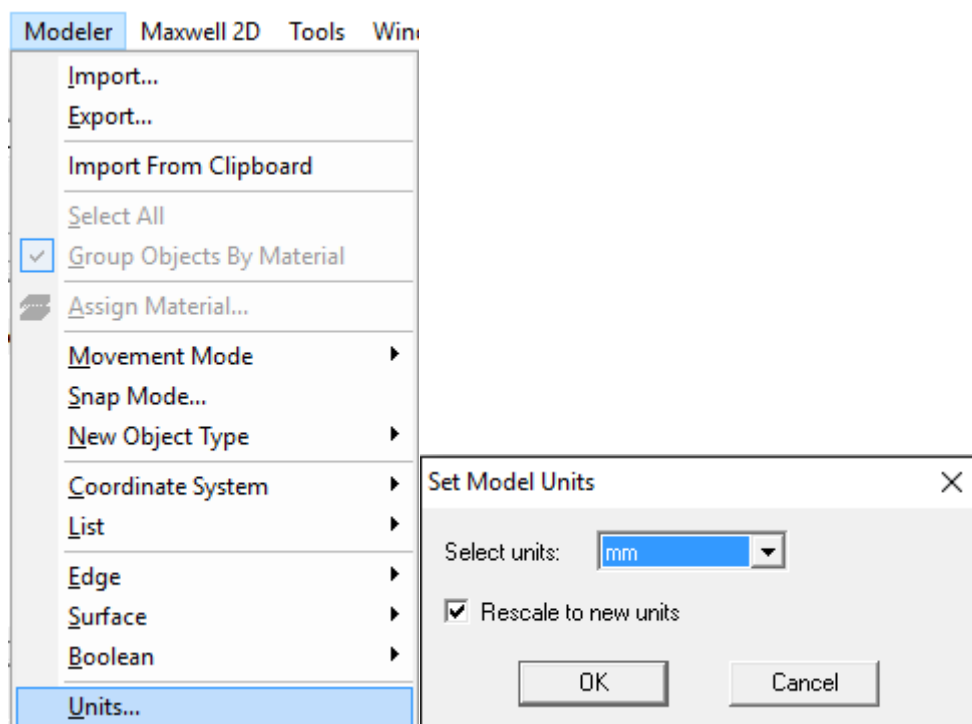 Modeler Maxwell 2D Tools
Import...
Export...
Import From Clipboard
Select All
Group Objects By Material
Assign Material...
Movement Mode
Snap Mode...
New Object Type
Coordinate System
List
Edge
Surface
Boolean
Units...
Set Model Units
Select units: mm
Rescale to new units
OK Cancel